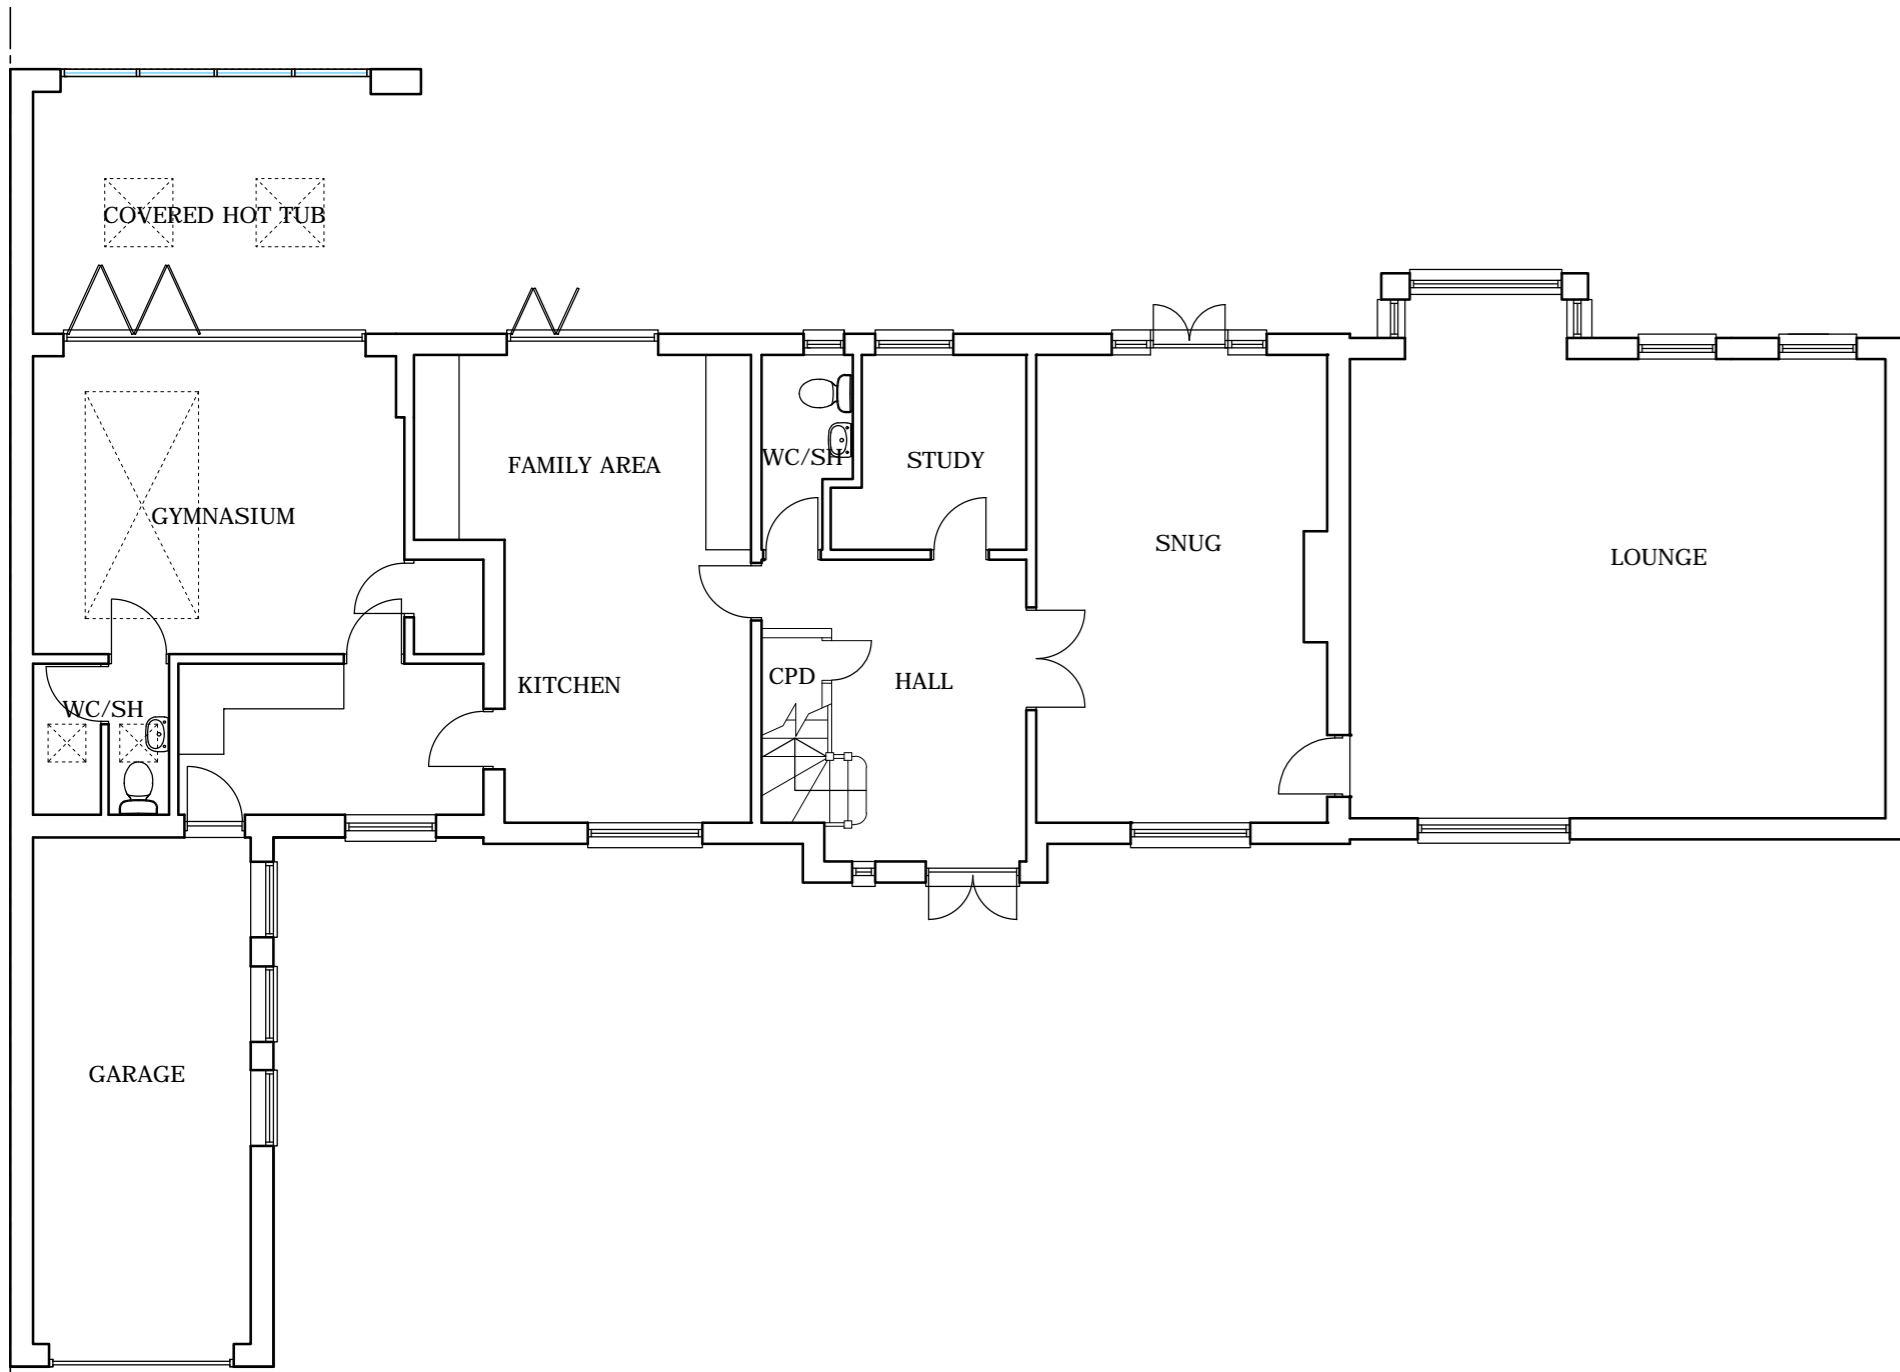 COVERED HOT TUB
FAMILY AREA
WC/SH
STUDY
GYMNASIUM
SNUG
LOUNGE
KITCHEN
CPD
HALL
WC/SH
GARAGE